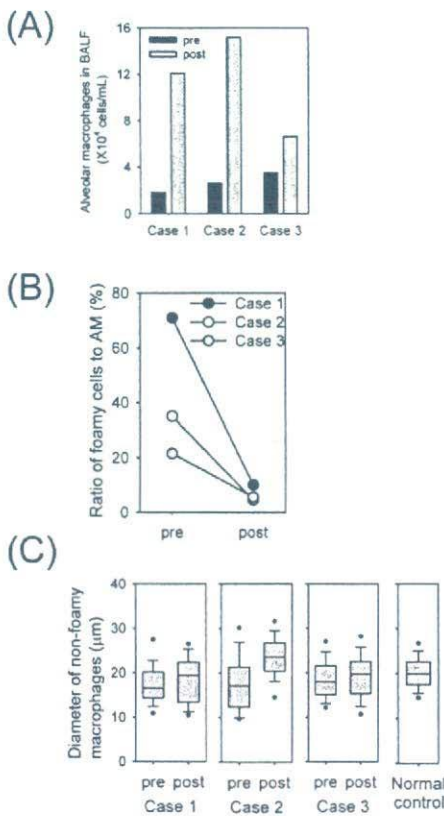 (A)
Alveolar macrophages in BALF
(X10⁴ cells/mL)
16
12
8
4
0
pre
post
Case 1 Case 2 Case 3
(B)
Ratio of foamy cells to AM (%)
80
60
40
20
0
Case 1
Case 2
Case 3
pre post
(C)
Diameter of non-foamy
macrophages (μm)
40
30
20
10
0
pre post pre post pre post Normal
Case 1 Case 2 Case 3 control